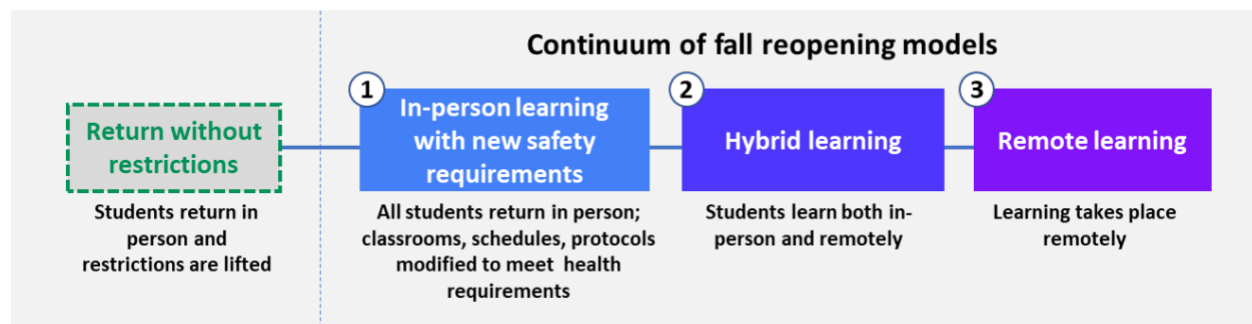 Continuum of fall reopening models
Return without
restrictions
Students return in
person and
restrictions are lifted
1
In-person learning
with new safety
requirements
All students return in person;
classrooms, schedules, protocols
modified to meet health
requirements
2
Hybrid learning
Students learn both in-
person and remotely
3
Remote learning
Learning takes place
remotely